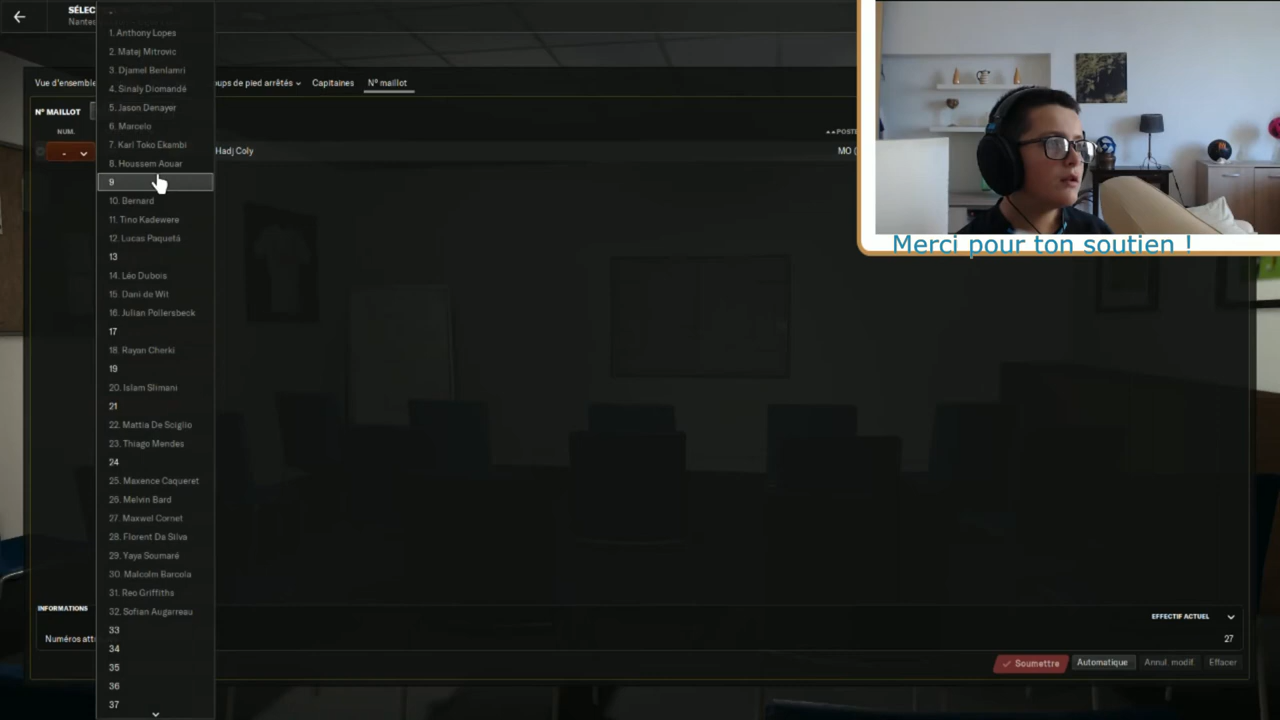 SÉLEC
Nantes
Vue d'ensemble
oups de pied arrêtés
Capitaines
N° maillot
N° MAILLOT
NUM.
POSTE
-
Hadj Coly
MO (
1. Anthony Lopes
2. Matej Mitrovic
3. Djamel Benlamri
4. Sinaly Diomandé
5. Jason Denayer
6. Marcelo
7. Karl Toko Ekambi
8. Houssem Aouar
9
10. Bernard
11. Tino Kadewere
12. Lucas Paquetá
13
14. Léo Dubois
15. Dani de Wit
16. Julian Pollersbeck
17
18. Rayan Cherki
19
20. Islam Slimani
21
22. Mattia De Sciglio
23. Thiago Mendes
24
25. Maxence Caqueret
26. Melvin Bard
27. Maxwel Cornet
28. Florent Da Silva
29. Yaya Soumaré
30. Malcolm Barcola
31. Reo Griffiths
32. Sofian Augarreau
33
34
35
36
37
Merci pour ton soutien !
INFORMATIONS
EFFECTIF ACTUEL
Numéros att
27
Soumettre
Automatique
Annul. modif.
Effacer